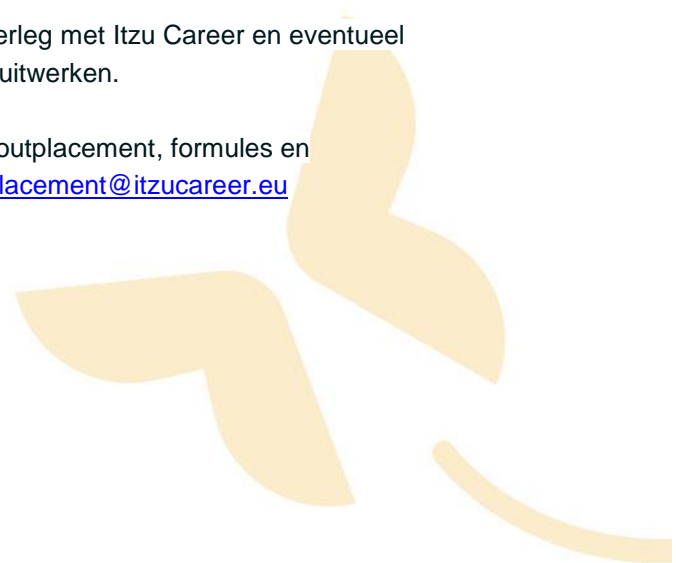 erleg met Itzu Career en eventueel
uitwerken.
outplacement, formules en
lacement@itzucareer.eu